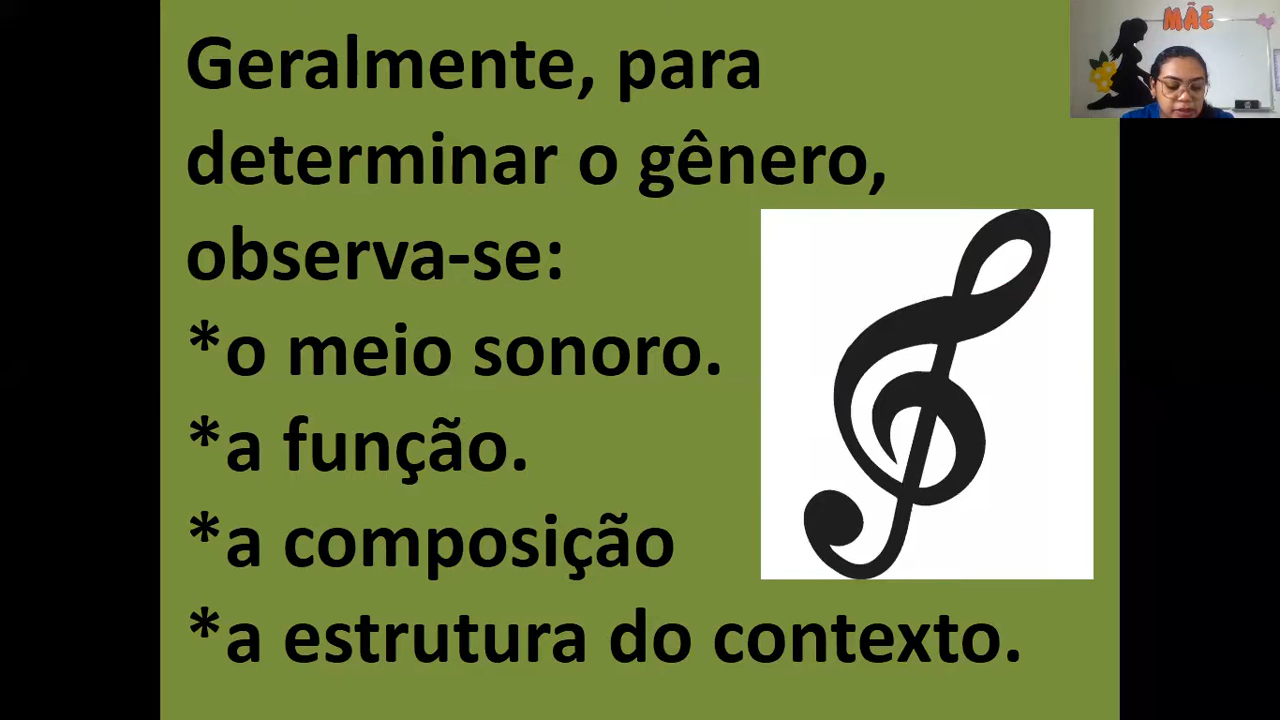 Geralmente, para
determinar o gênero,
observa-se:
*o meio sonoro.
*a função.
*a composição
*a estrutura do contexto.
MÃE